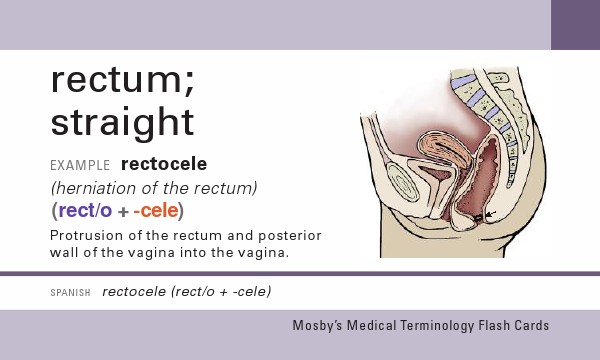 rectum;
straight
EXAMPLE rectocele
(herniation of the rectum)
(rect/o + -cele)
Protrusion of the rectum and posterior
wall of the vagina into the vagina.
SPANISH rectocele (rect/o + -cele)
Mosby's Medical Terminology Flash Cards